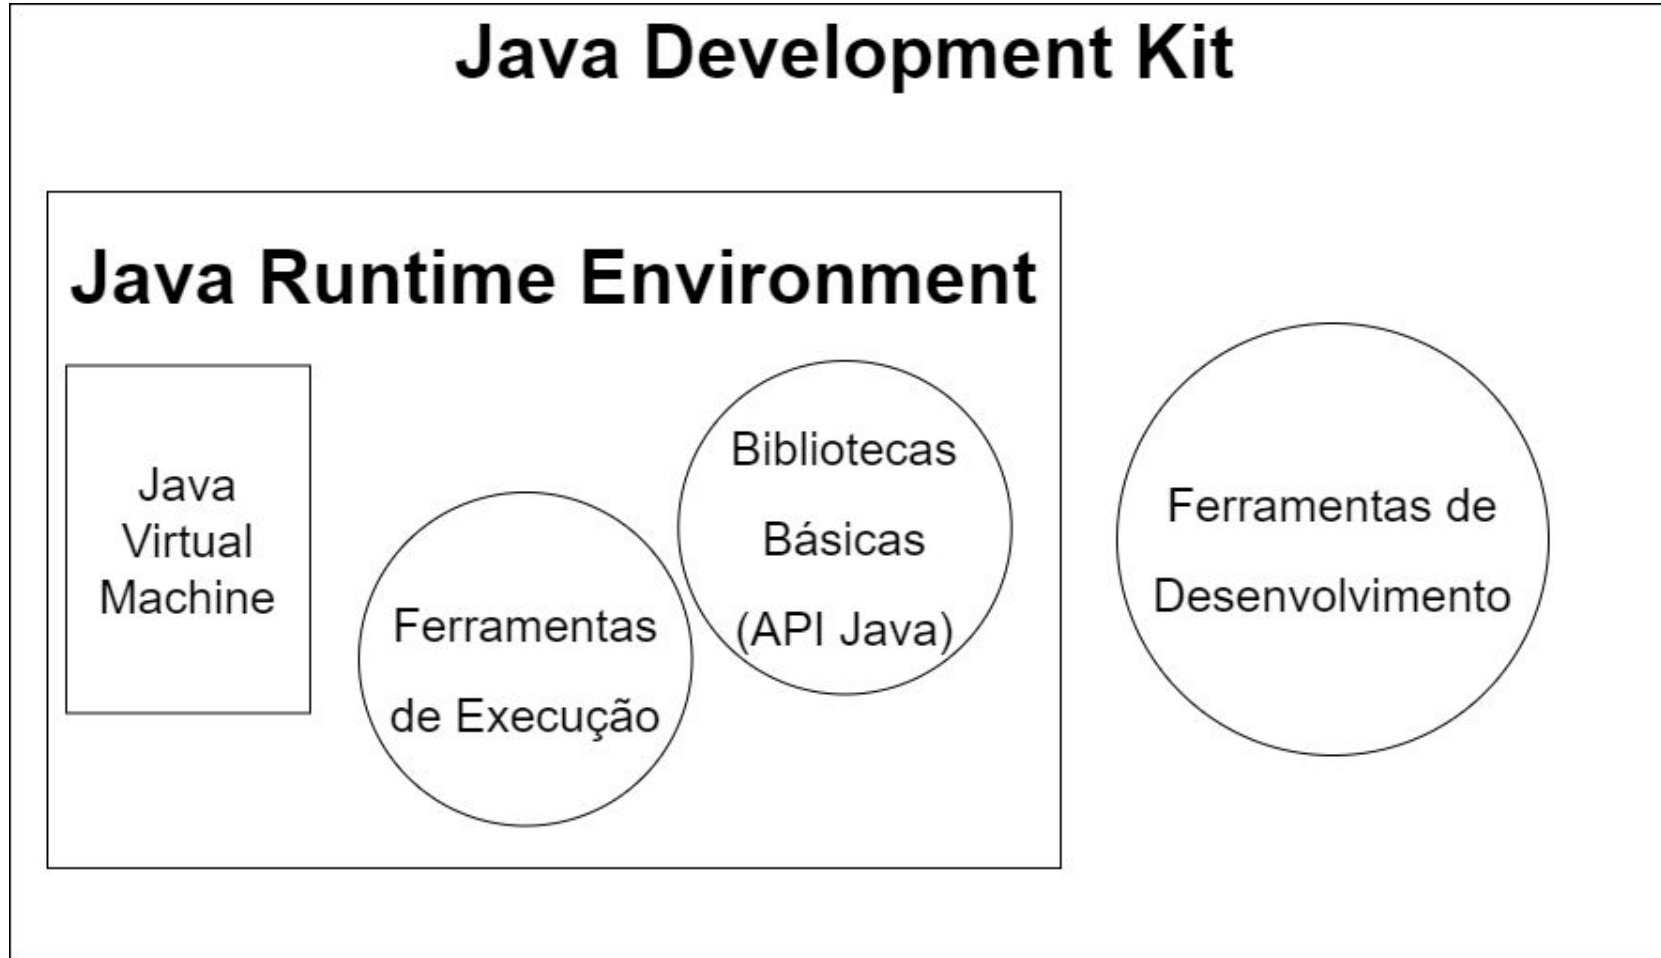 Java Development Kit
Java Runtime Environment
Java
Virtual
Machine
Ferramentas
de Execução
Bibliotecas
Básicas
(API Java)
Ferramentas de
Desenvolvimento